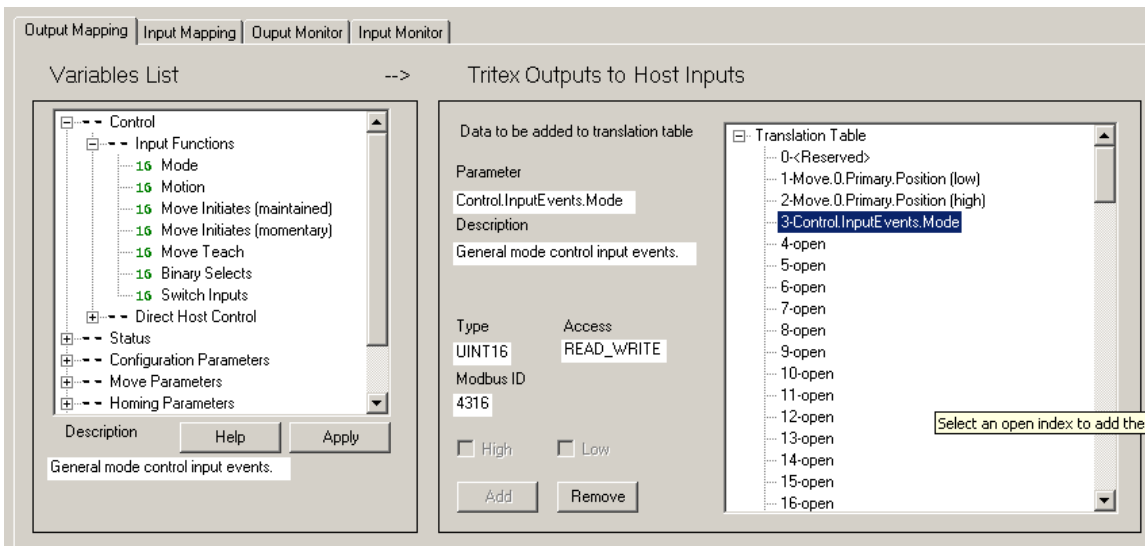 Output Mapping
Input Mapping
Ouput Monitor
Input Monitor
Variables List
-->
Tritex Outputs to Host Inputs
Control
Input Functions
16 Mode
16 Motion
16 Move Initiates (maintained)
16 Move Initiates (momentary)
16 Move Teach
16 Binary Selects
16 Switch Inputs
Direct Host Control
Status
Configuration Parameters
Move Parameters
Homing Parameters
Description
Help
Apply
General mode control input events.
Data to be added to translation table
Parameter
Control.InputEvents.Mode
Description
General mode control input events.
Type
Access
UINT16
READ_WRITE
Modbus ID
4316
High
Low
Add
Remove
Translation Table
0-<Reserved>
1-Move.0.Primary.Position (low)
2-Move.0.Primary.Position (high)
3-Control.InputEvents.Mode
4-open
5-open
6-open
7-open
8-open
9-open
10-open
11-open
12-open
13-open
14-open
15-open
16-open
Select an open index to add the